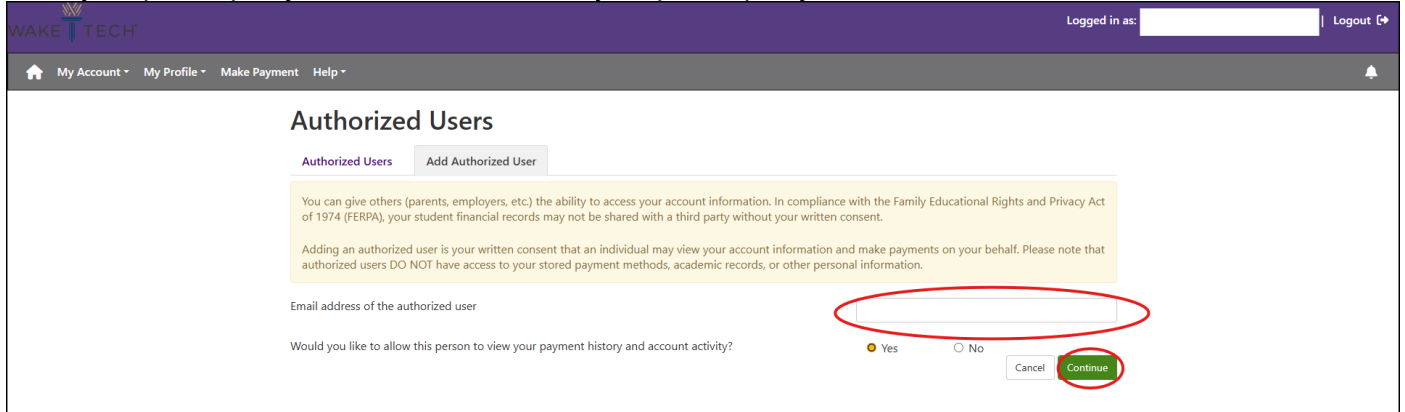 WAKE TECH
Logged in as:
| Logout
My Account
My Profile
Make Payment
Help
Authorized Users
Authorized Users
Add Authorized User
You can give others (parents, employers, etc.) the ability to access your account information. In compliance with the Family Educational Rights and Privacy Act
of 1974 (FERPA), your student financial records may not be shared with a third party without your written consent.
Adding an authorized user is your written consent that an individual may view your account information and make payments on your behalf. Please note that
authorized users DO NOT have access to your stored payment methods, academic records, or other personal information.
Email address of the authorized user
Would you like to allow this person to view your payment history and account activity?
Yes
No
Cancel
Continue